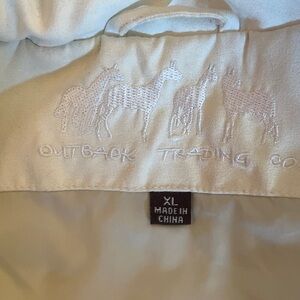 OUTBACK TRADING CO
XL
MADE IN
CHINA